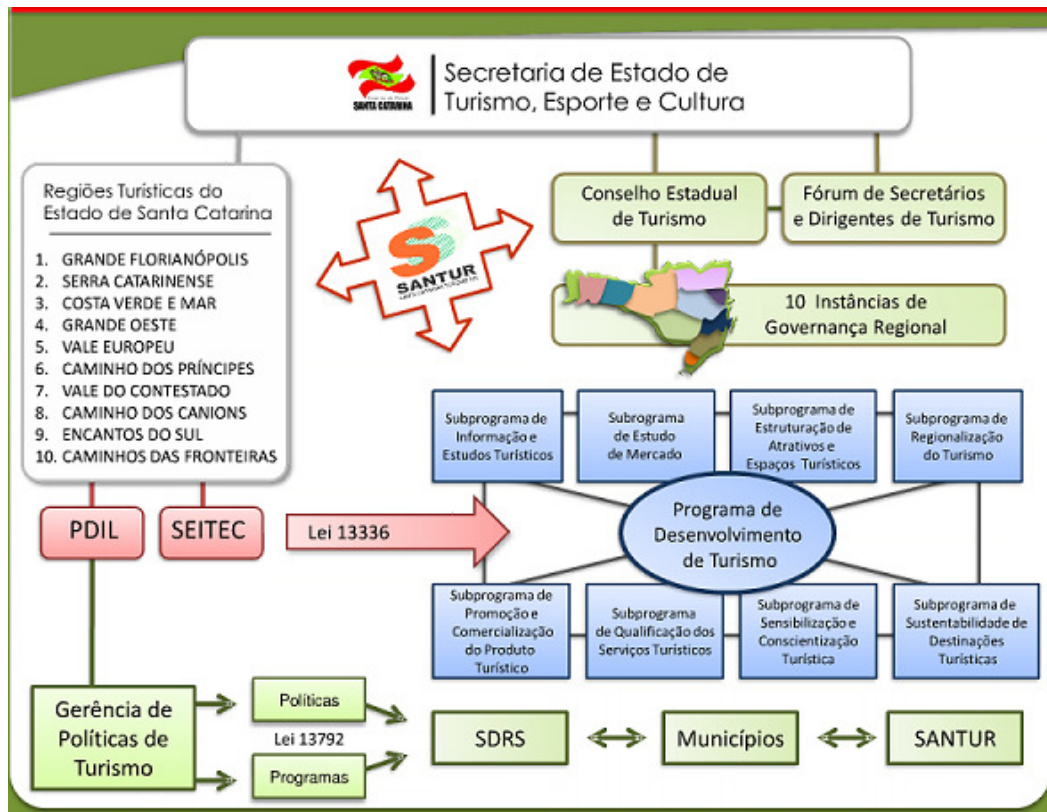 SANTA CATARINA
Secretaria de Estado de
Turismo, Esporte e Cultura
Regiões Turísticas do
Estado de Santa Catarina
1. GRANDE FLORIANÓPOLIS
2. SERRA CATARINENSE
3. COSTA VERDE E MAR
4. GRANDE OESTE
5. VALE EUROPEU
6. CAMINHO DOS PRÍNCIPES
7. VALE DO CONTESTADO
8. CAMINHO DOS CANIONS
9. ENCANTOS DO SUL
10. CAMINHOS DAS FRONTEIRAS
SANTUR
Conselho Estadual
de Turismo
Fórum de Secretários
e Dirigentes de Turismo
10 Instâncias de
Governança Regional
Subprograma de
Informação e
Estudos Turísticos
Subrograma
de Estudo
de Mercado
Subprograma de
Estruturação de
Atrativos e
Espaços Turísticos
Subprograma de
Regionalização
do Turismo
PDIL
SEITEC
Lei 13336
Programa de
Desenvolvimento
de Turismo
Subprograma de
Promoção e
Comercialização
do Produto
Turístico
Subprograma
de Qualificação dos
Serviços Turísticos
Subprograma de
Sensibilização e
Conscientização
Turística
Subprograma de
Sustentabilidade de
Destinações
Turísticas
Gerência de
Políticas de
Turismo
Políticas
Lei 13792
Programas
SDRS
Municípios
SANTUR